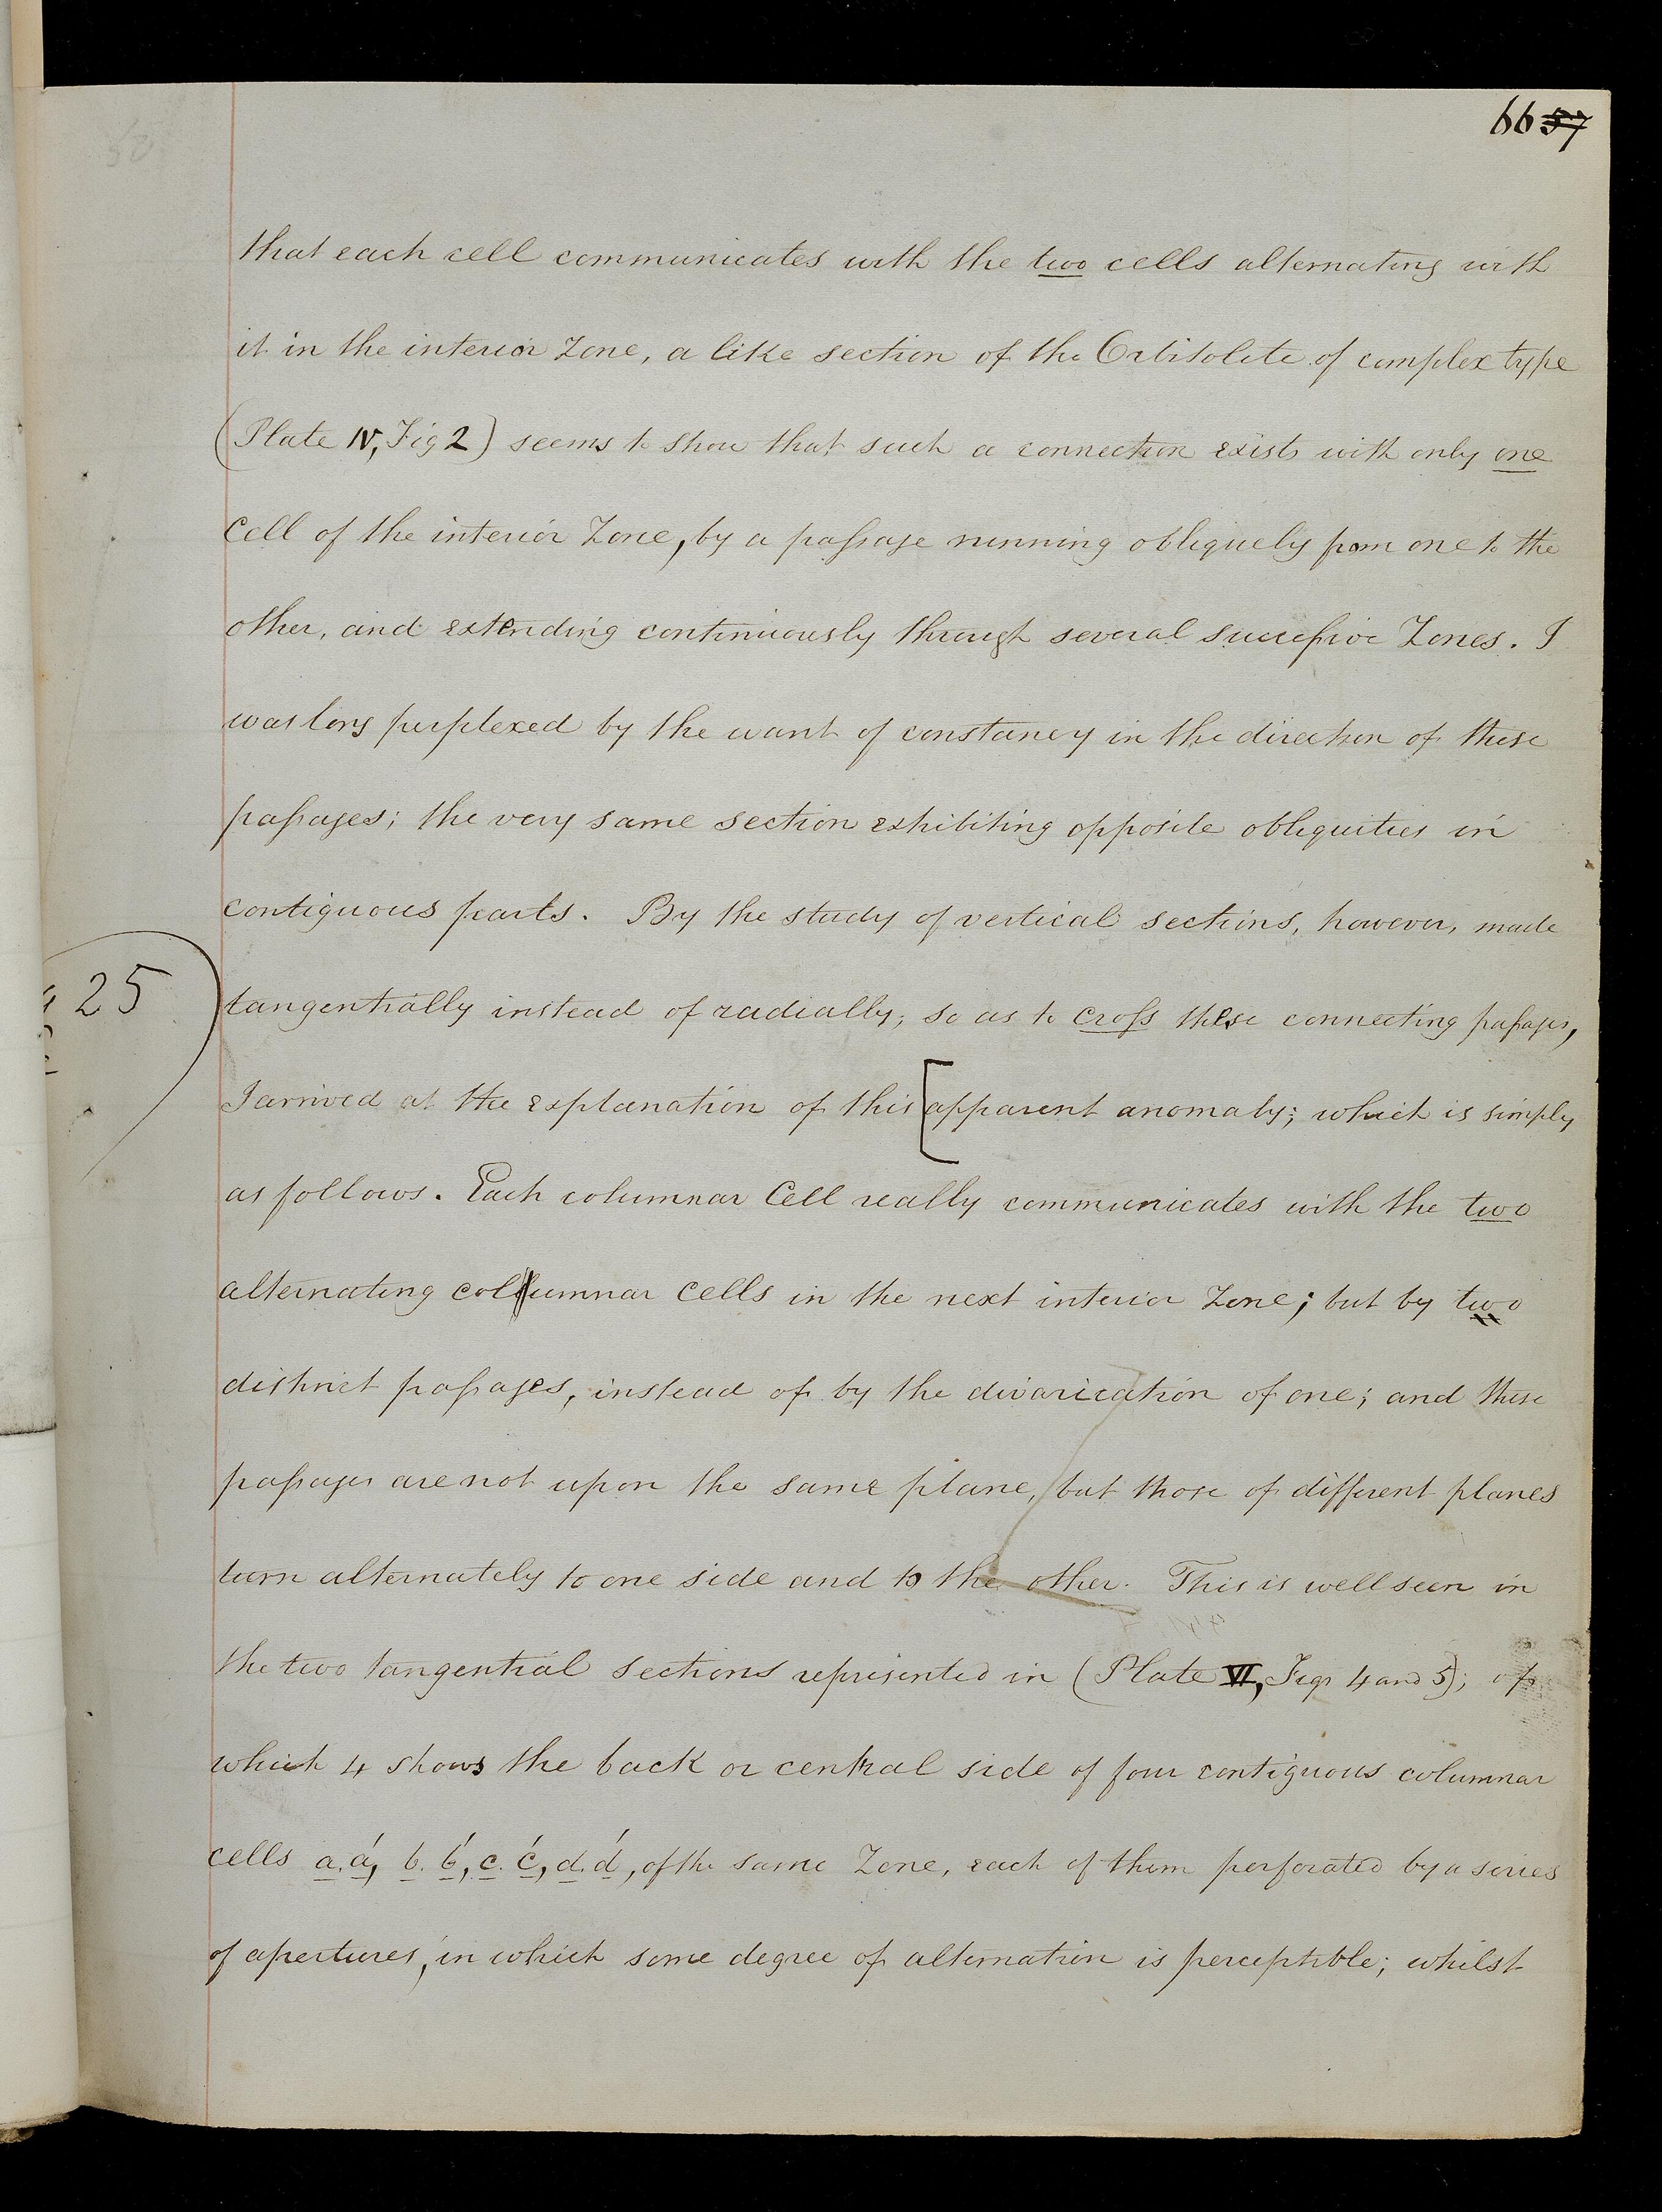 66 57
that each cell communicates with the two cells alternating with
it in the interior Zone, a like section of the Orbitolite of complex type
(Plate IV, Fig 2) seems to show that such a connection exists with only one
Cell of the interior Zone, by a passage running obliquely from one to the
other, and extending continuously through several successive Zones. I
was long perplexed by the want of constancy in the direction of these
passages; the very same section exhibiting opposite obliquities in
contiguous parts. By the study of vertical sections, however, made
25
tangentially instead of radially; so as to cross these connecting passages,
I arrived at the explanation of this [apparent anomaly; which is simply
as follows. Each columnar Cell really communicates with the two
alternating columnar Cells in the next interior Zone; but by two
distinct passages, instead of by the divarication of one; and these
passages are not upon the same plane, but those of different planes
turn alternately to one side and to the other. This is well seen in
the two tangential sections represented in (Plate VI, Figs 4 and 5); of
which 4 shows the back or central side of four contiguous columnar
cells a. a', b. b', c. c', d. d', of the same Zone, each of them perforated by a series
of apertures, in which some degree of alternation is perceptible; whilst